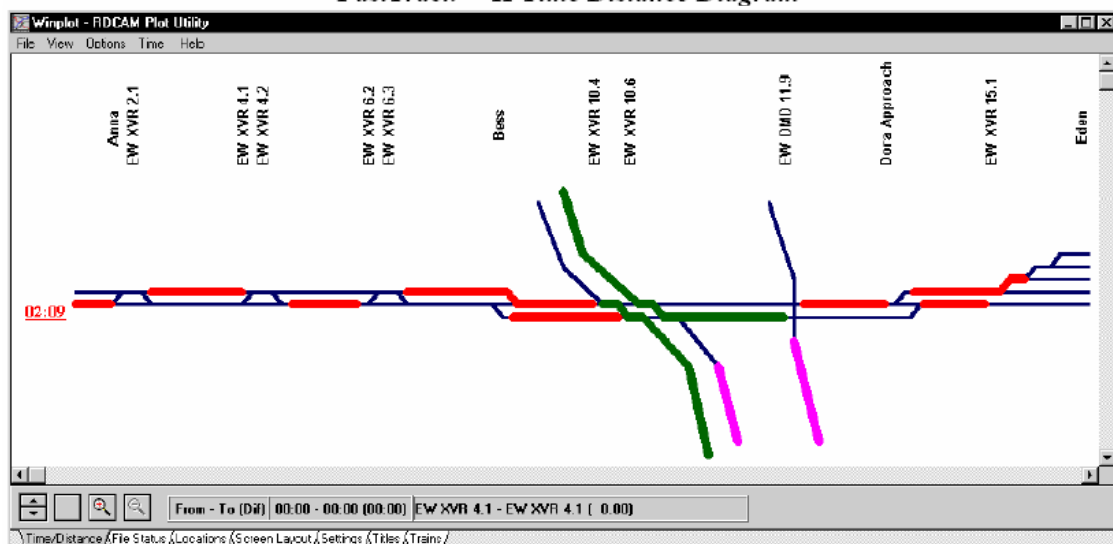 Winplot - RDCAM Plot Utility
File View Options Time Help
Anna
EW XVR 2.1
EW XVR 4.1
EW XVR 4.2
EW XVR 6.2
EW XVR 6.3
Bess
EW XVR 10.4
EW XVR 10.6
EW DMD 11.9
Dora Approach
EW XVR 15.1
Eden
02:09
From - To (Dif) 00:00 - 00:00 (00:00) EW XVR 4.1 - EW XVR 4.1 ( 0.00)
Time/Distance File Status Locations Screen Layout Settings Titles Trains